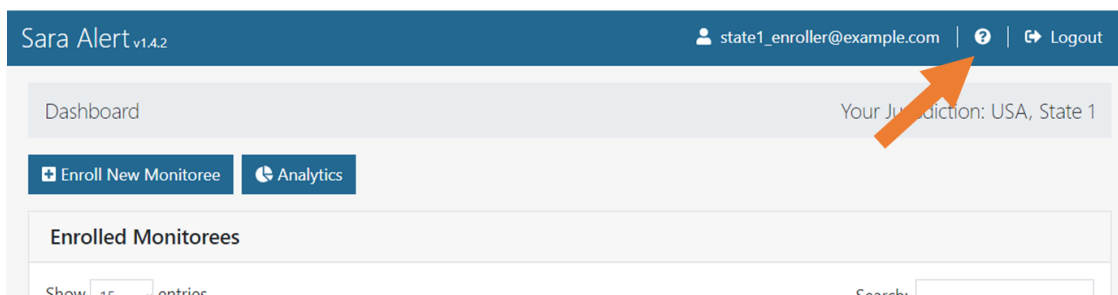 Sara Alert v1.4.2 state1_enroller@example.com | ? | Logout
Dashboard Your Jurisdiction: USA, State 1
Enroll New Monitoree Analytics
Enrolled Monitorees
Show 15 entries Search: